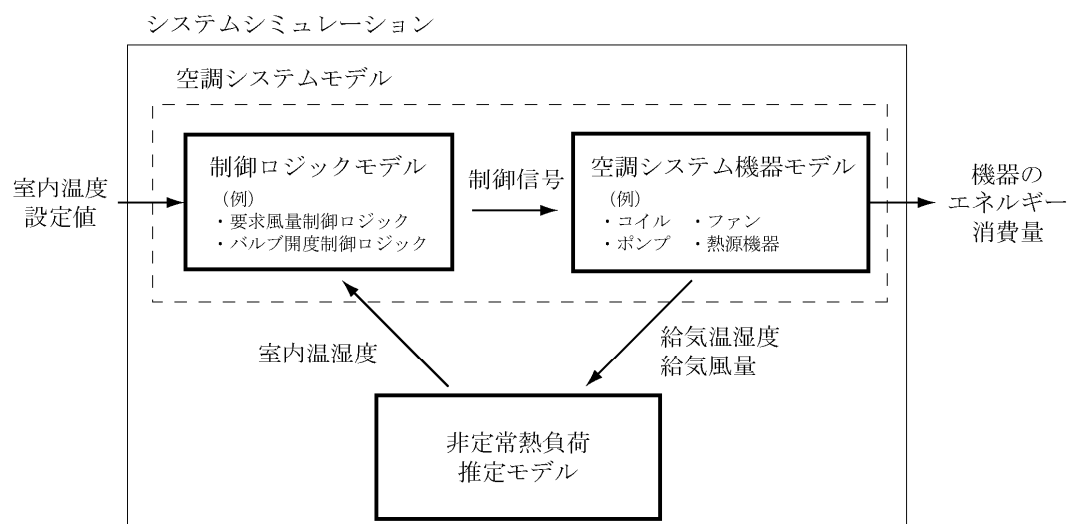 システムシミュレーション
空調システムモデル
室内温度
設定値
制御ロジックモデル
（例）
・要求風量制御ロジック
・バルブ開度制御ロジック
制御信号
空調システム機器モデル
（例）
・コイル ・ファン
・ポンプ ・熱源機器
機器の
エネルギー
消費量
室内温湿度
給気温湿度
給気風量
非定常熱負荷
推定モデル